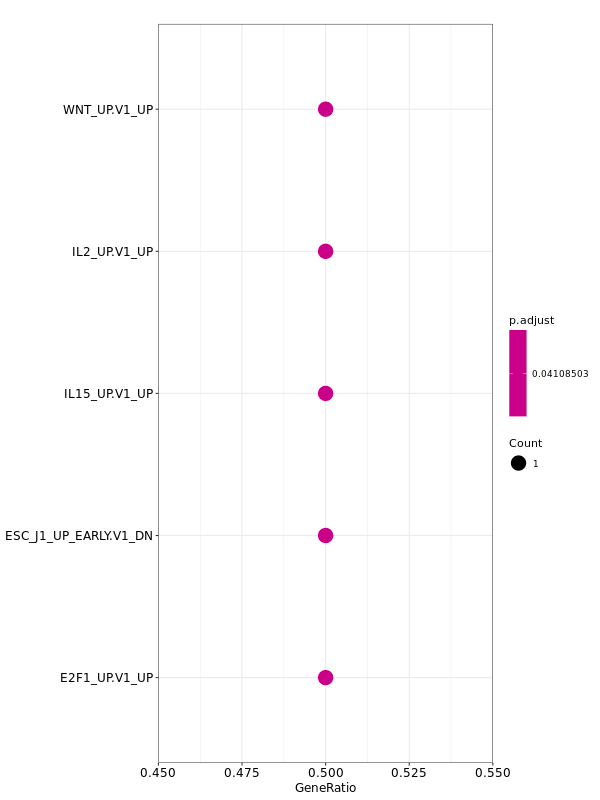 WNT_UP.V1_UP
IL2_UP.V1_UP
IL15_UP.V1_UP
ESC_J1_UP_EARLY.V1_DN
E2F1_UP.V1_UP
0.450 0.475 0.500 0.525 0.550
GeneRatio
p.adjust
0.04108503
Count
1